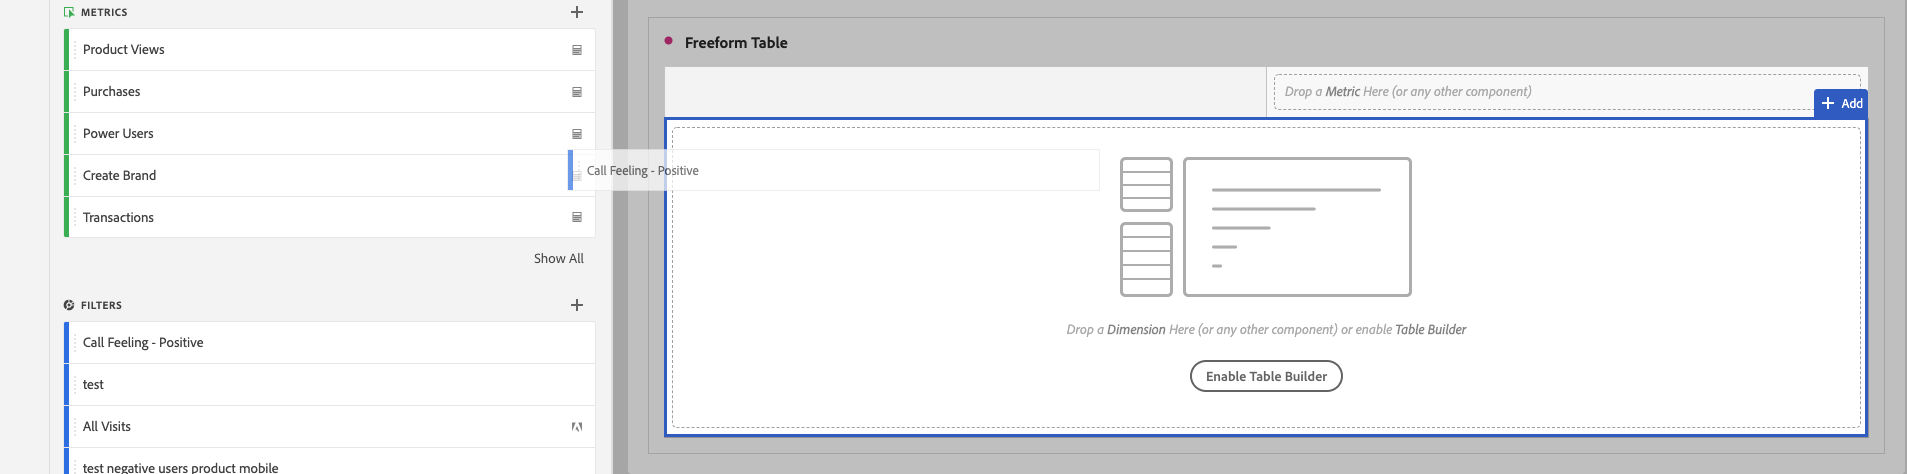 METRICS
Product Views
Purchases
Power Users
Create Brand
Transactions
Show All
FILTERS
Call Feeling - Positive
test
All Visits
test negative users product mobile
Call Feeling - Positive
Freeform Table
Drop a Metric Here (or any other component)
Add
Drop a Dimension Here (or any other component) or enable Table Builder
Enable Table Builder